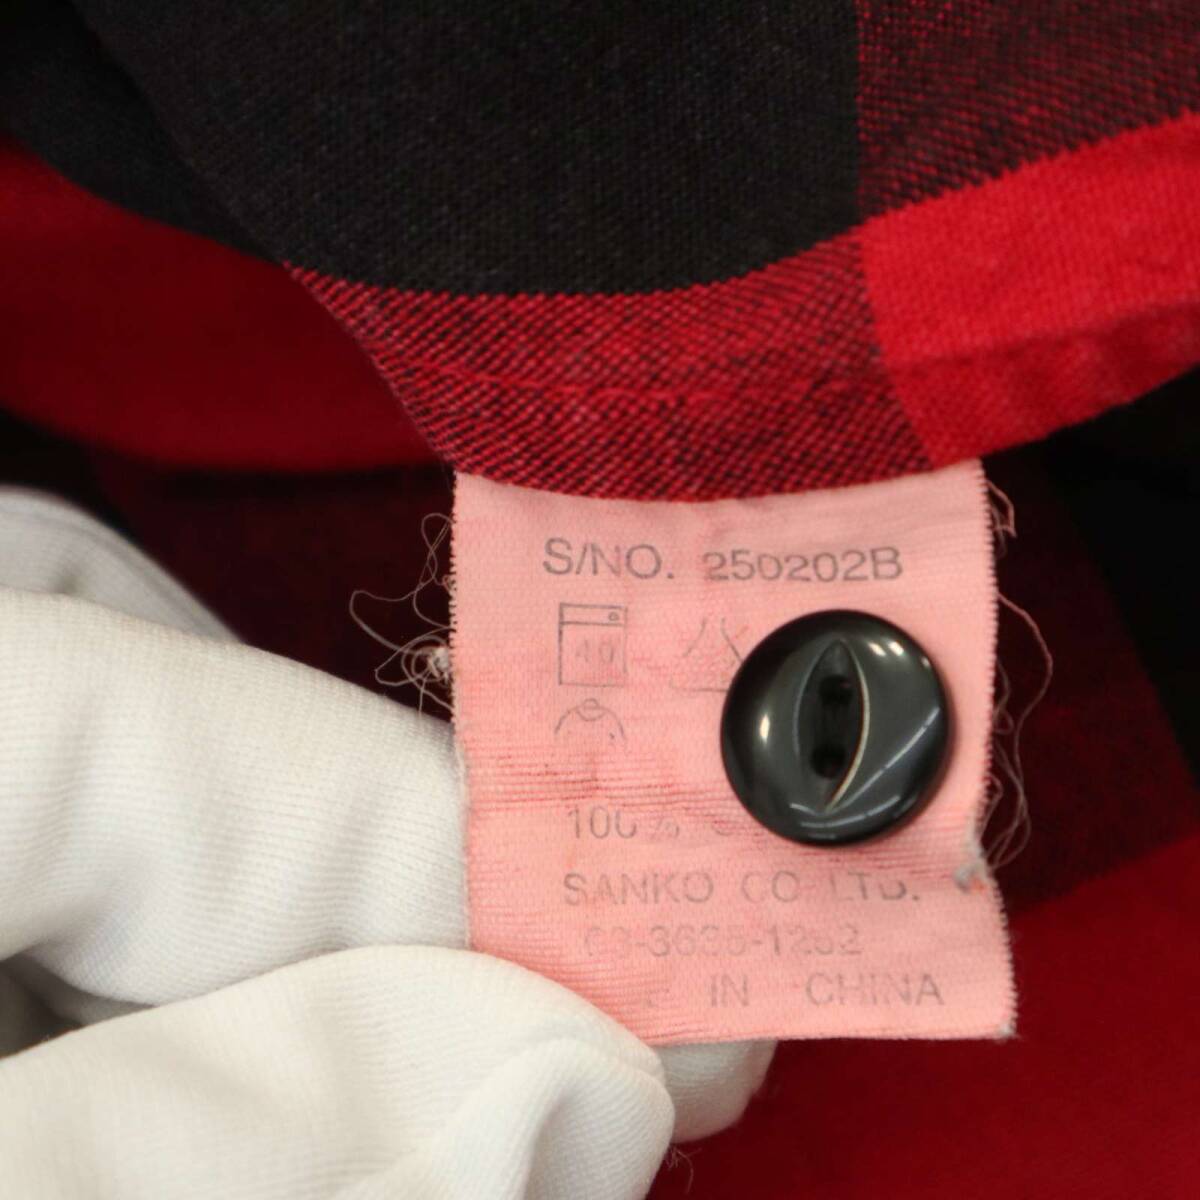 S/NO. 250202B
40
100%
SANKO CO LTD.
IN CHINA